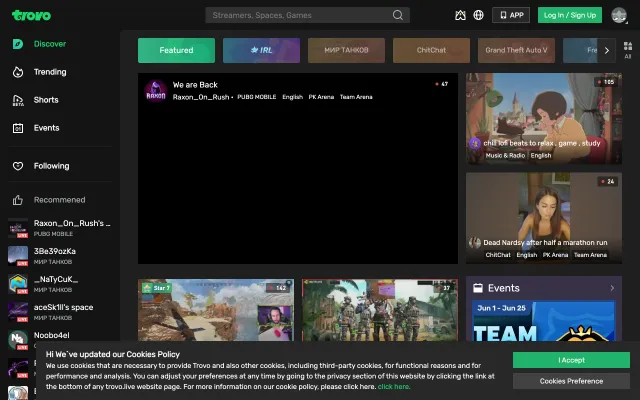 trovo
Streamers, Spaces, Games
APP
Log In / Sign Up
Discover
Trending
Shorts
BETA
Events
Following
Recommened
Raxon_On_Rush's ...
PUBG MOBILE
LIVE
3Be39ozKa
МИР ТАНКОВ
LIVE
_NaTyCuK_
МИР ТАНКОВ
LIVE
aceSk1ll's space
МИР ТАНКОВ
LIVE
Noobo4el
Featured
IRL
МИР ТАНКОВ
ChitChat
Grand Theft Auto V
Fre
All
RAXON
We are Back
Raxon_On_Rush • PUBG MOBILE English PK Arena Team Arena
47
105
chill lofi beats to relax , game , study
Music & Radio English
24
Dead Nardsy after half a marathon run
ChitChat English PK Arena Team Arena
Star 7
142
37
Events
Jun 1 - Jun 25
TEAM
Hi We`ve updated our Cookies Policy
We use cookies that are necessary to provide Trovo and also other cookies, including third-party cookies, for functional reasons and for
performance and analysis. You can adjust your preferences at any time by going to the privacy section of this website by clicking the link at
the bottom of any trovo.live website page. For more information on our cookie policy, please click here. click here.
I Accept
Cookies Preference